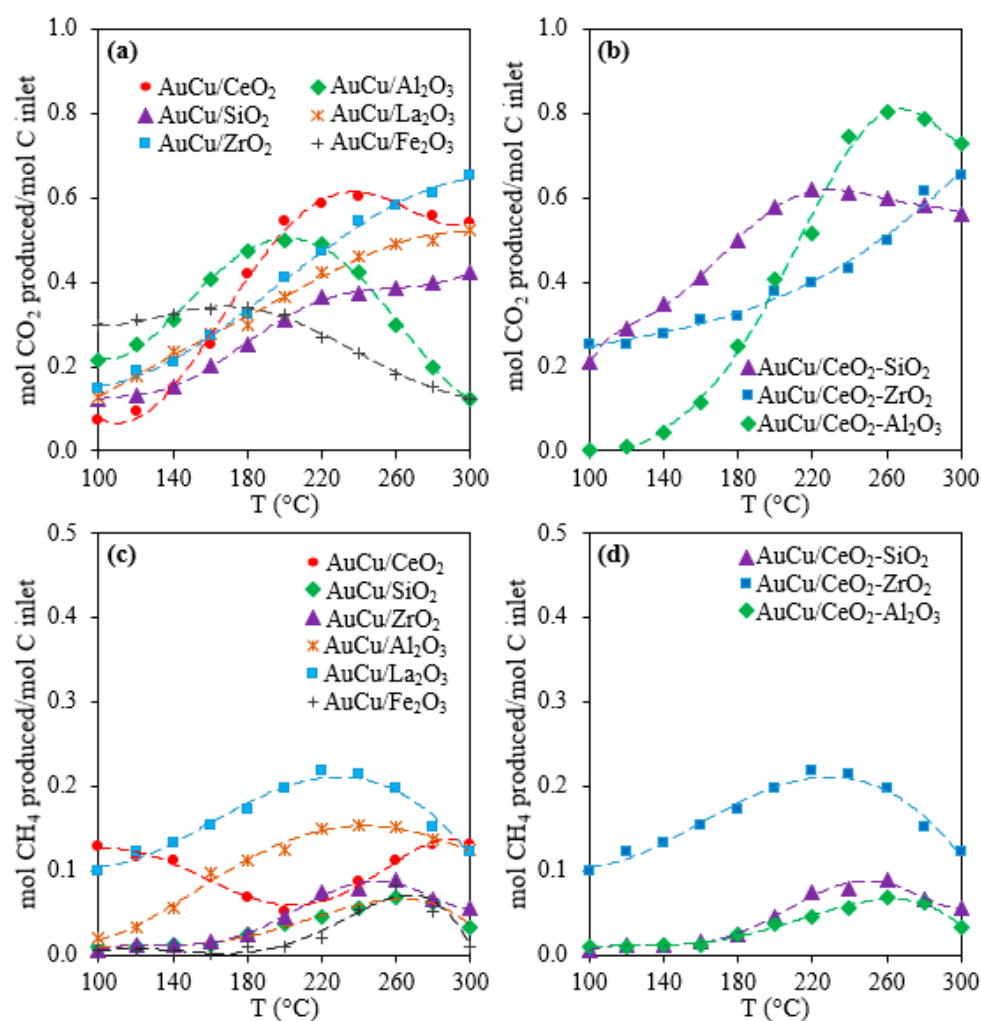 (a)
mol CO₂ produced/mol C inlet
1.0
0.8
0.6
0.4
0.2
0.0
AuCu/CeO₂
AuCu/SiO₂
AuCu/ZrO₂
AuCu/Al₂O₃
AuCu/La₂O₃
AuCu/Fe₂O₃
100 140 180 220 260 300
T (°C)
(b)
mol CO₂ produced/mol C inlet
1.0
0.8
0.6
0.4
0.2
0.0
AuCu/CeO₂-SiO₂
AuCu/CeO₂-ZrO₂
AuCu/CeO₂-Al₂O₃
100 140 180 220 260 300
T (°C)
(c)
mol CH₄ produced/mol C inlet
0.5
0.4
0.3
0.2
0.1
0.0
AuCu/CeO₂
AuCu/SiO₂
AuCu/ZrO₂
AuCu/Al₂O₃
AuCu/La₂O₃
AuCu/Fe₂O₃
100 140 180 220 260 300
T (°C)
(d)
mol CH₄ produced/mol C inlet
0.5
0.4
0.3
0.2
0.1
0.0
AuCu/CeO₂-SiO₂
AuCu/CeO₂-ZrO₂
AuCu/CeO₂-Al₂O₃
100 140 180 220 260 300
T (°C)